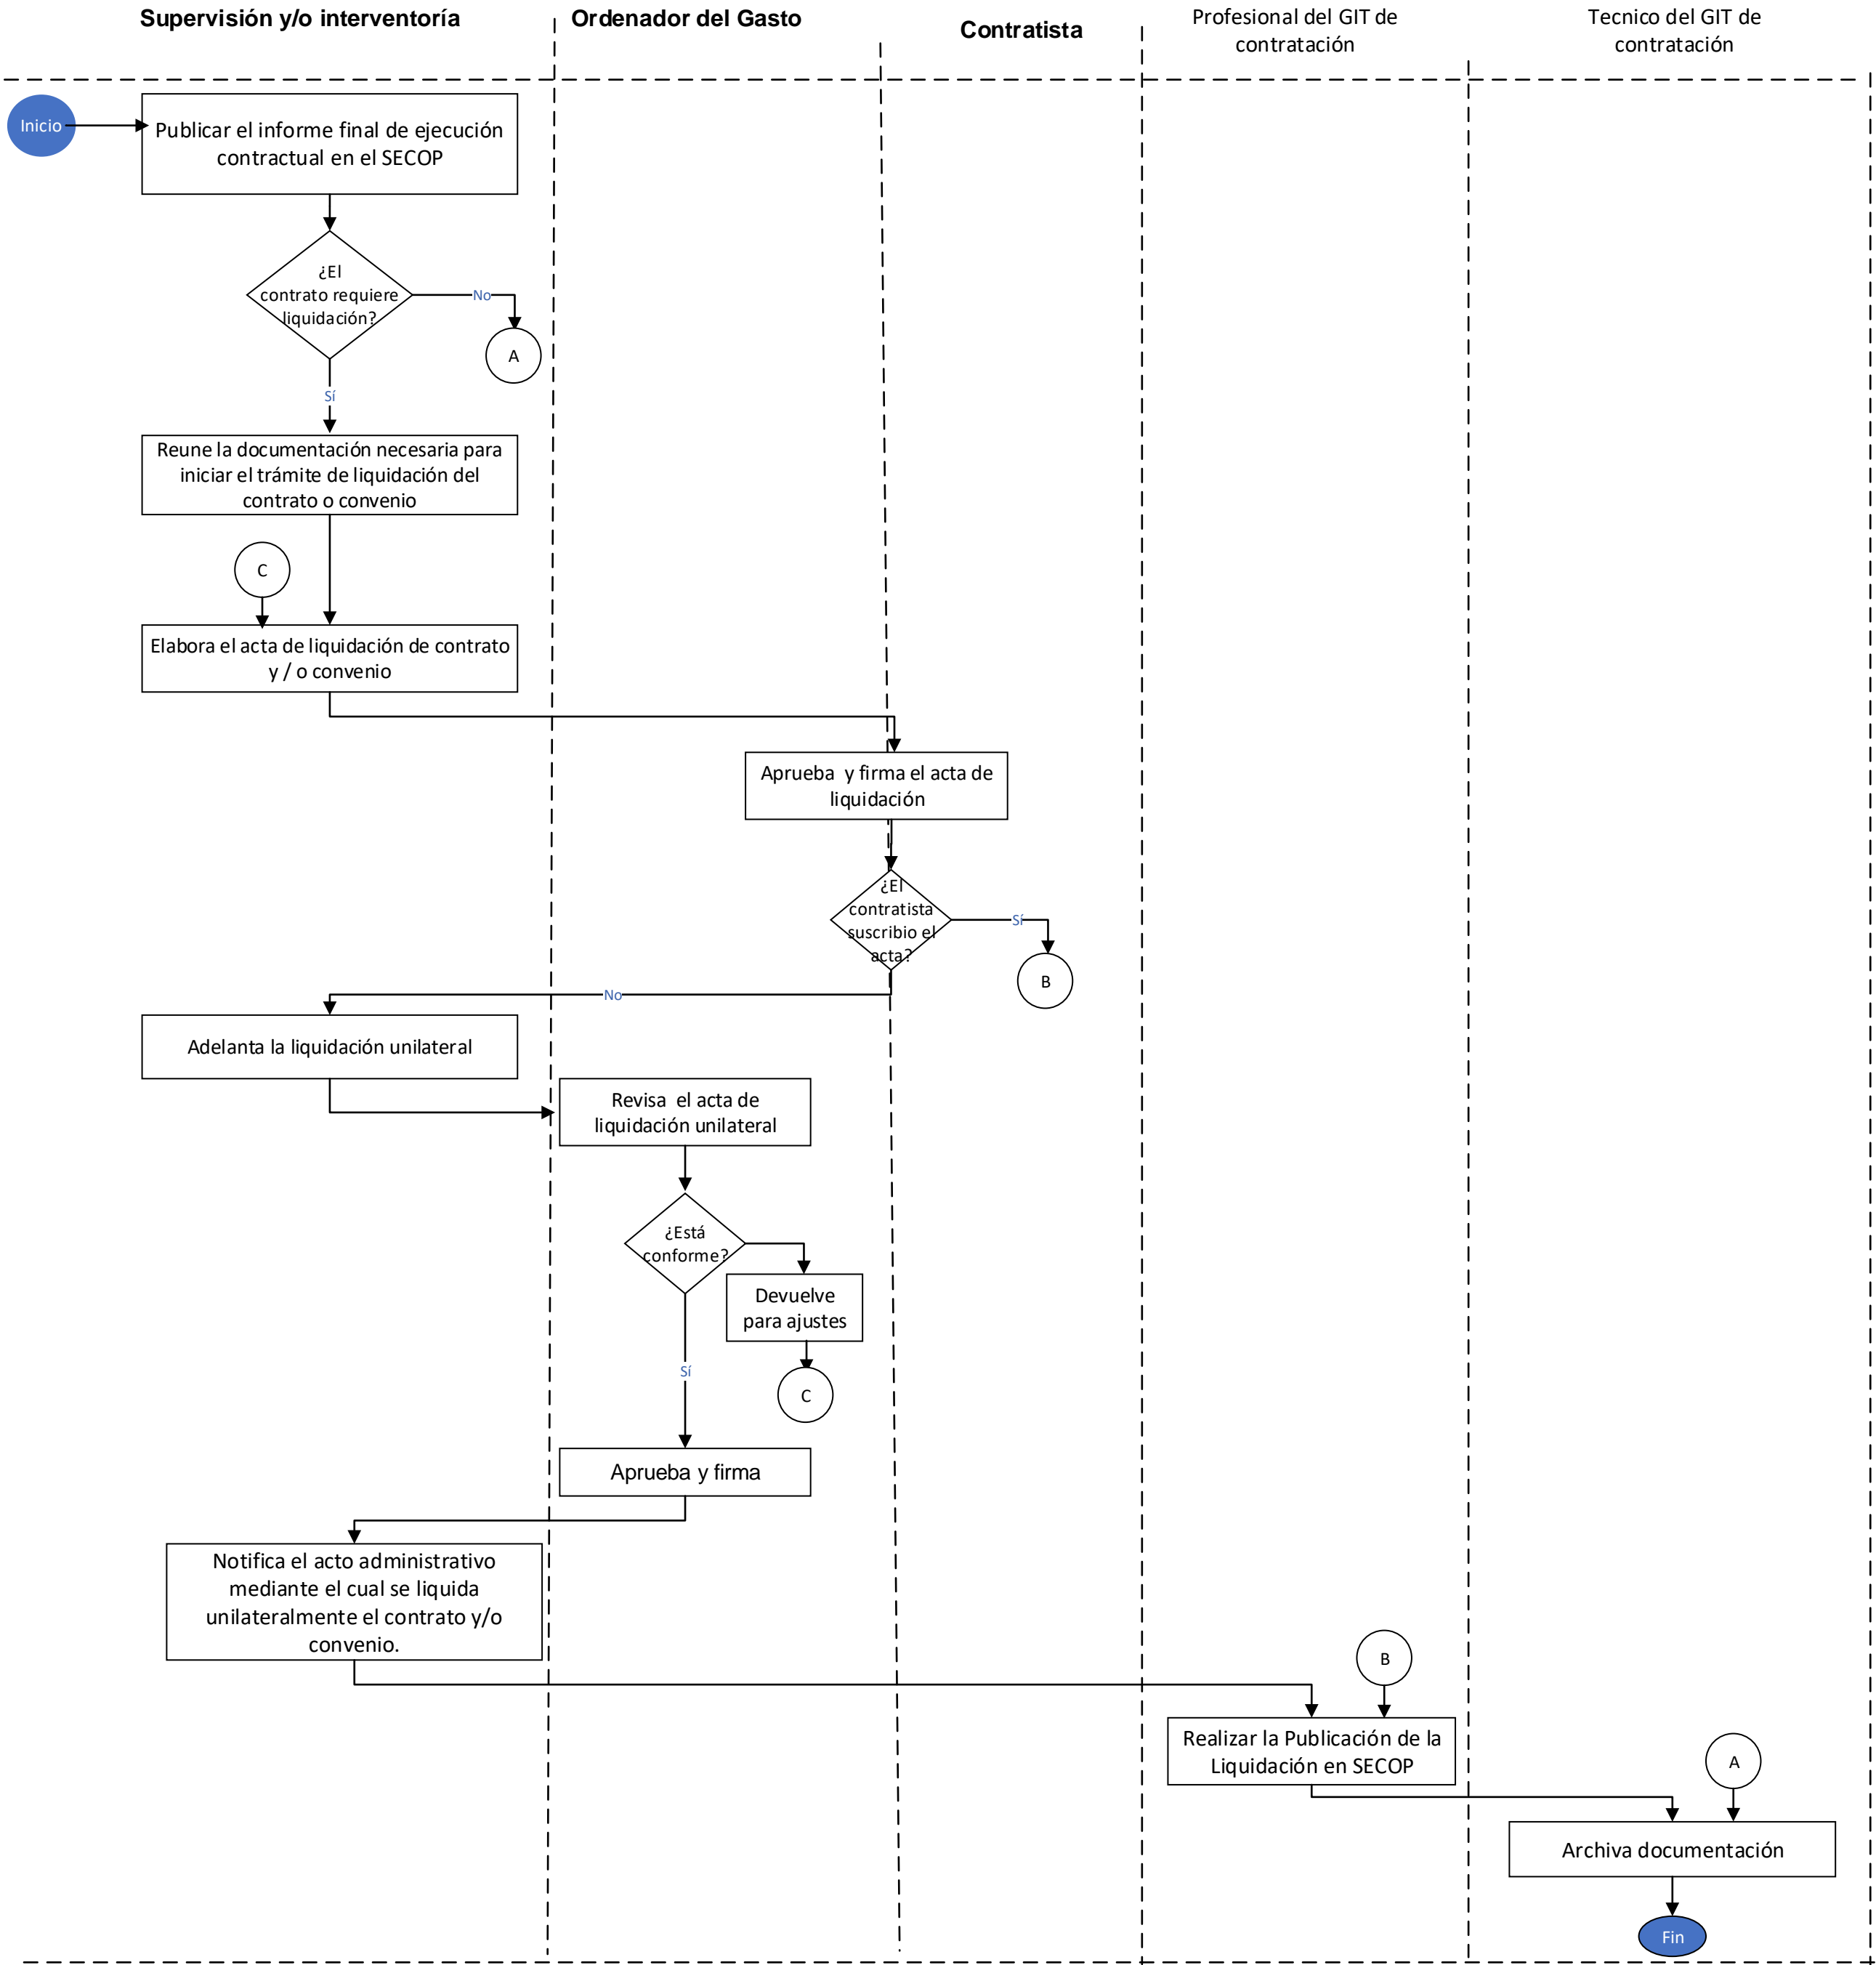 Supervisión y/o interventoría
Ordenador del Gasto
Contratista
Profesional del GIT de
contratación
Tecnico del GIT de
contratación
Inicio
Publicar el informe final de ejecución
contractual en el SECOP
¿El
contrato requiere
liquidación?
No
A
Sí
Reune la documentación necesaria para
iniciar el trámite de liquidación del
contrato o convenio
C
Elabora el acta de liquidación de contrato
y / o convenio
Aprueba y firma el acta de
liquidación
¿El
contratista
suscribio el
acta?
Sí
B
No
Adelanta la liquidación unilateral
Revisa el acta de
liquidación unilateral
¿Está
conforme?
Devuelve
para ajustes
Sí
C
Aprueba y firma
Notifica el acto administrativo
mediante el cual se liquida
unilateralmente el contrato y/o
convenio.
B
Realizar la Publicación de la
Liquidación en SECOP
A
Archiva documentación
Fin